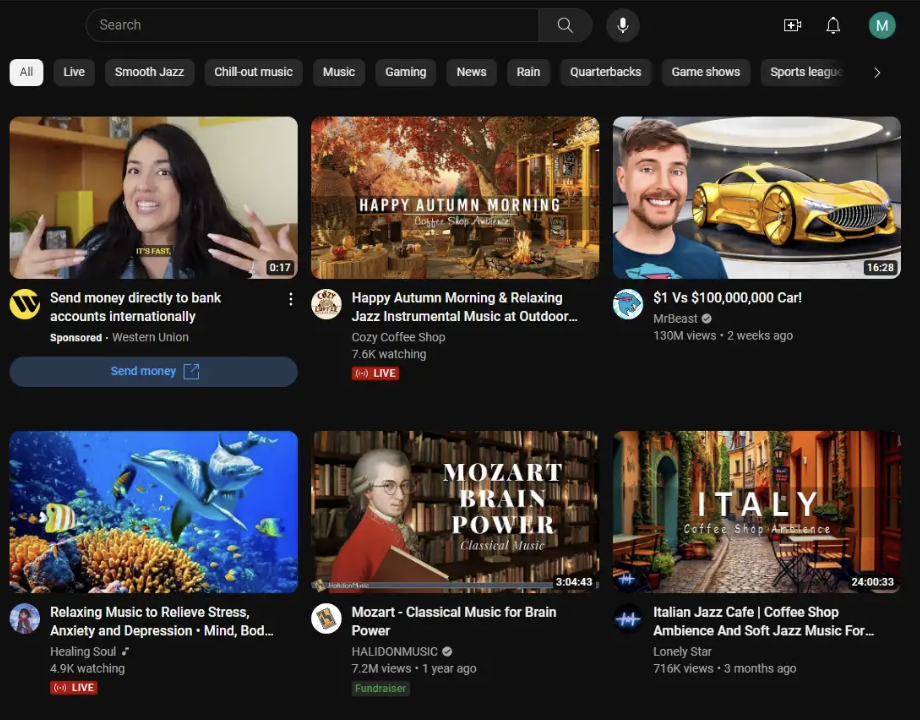 Search
M
All
Live
Smooth Jazz
Chill-out music
Music
Gaming
News
Rain
Quarterbacks
Game shows
Sports league
IT'S FAST,
0:17
HAPPY AUTUMN MORNING
Coffee Shop Ambience
16:28
Send money directly to bank
accounts internationally
Sponsored · Western Union
Send money
COZY COFFEE
Happy Autumn Morning & Relaxing
Jazz Instrumental Music at Outdoor...
Cozy Coffee Shop
7.6K watching
LIVE
$1 Vs $100,000,000 Car!
MrBeast
130M views • 2 weeks ago
MOZART
BRAIN
POWER
Classical Music
HalidonMusic
3:04:43
ITALY
Coffee Shop Ambience
24:00:33
Relaxing Music to Relieve Stress,
Anxiety and Depression • Mind, Bod...
Healing Soul
4.9K watching
LIVE
Mozart - Classical Music for Brain
Power
HALIDONMUSIC
7.2M views • 1 year ago
Fundraiser
Italian Jazz Cafe | Coffee Shop
Ambience And Soft Jazz Music For...
Lonely Star
716K views • 3 months ago